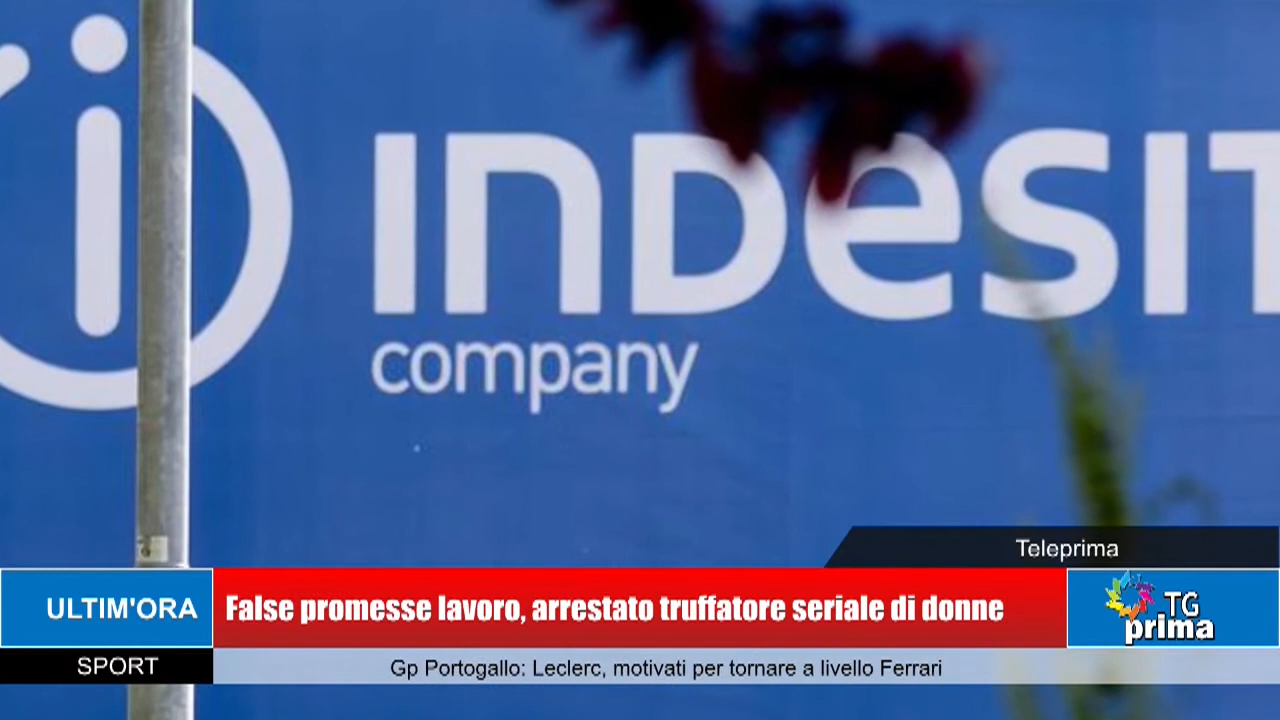 i INDESIT
company
Teleprima
ULTIM'ORA False promesse lavoro, arrestato truffatore seriale di donne
TG
prima
SPORT Gp Portogallo: Leclerc, motivati per tornare a livello Ferrari